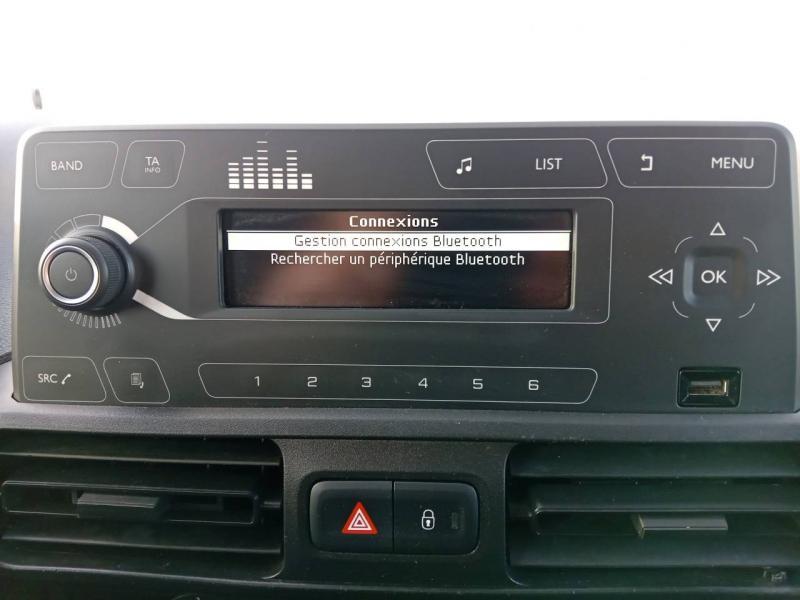 BAND
TA
INFO
LIST
MENU
Connexions
Gestion connexions Bluetooth
Rechercher un périphérique Bluetooth
OK
SRC
1 2 3 4 5 6